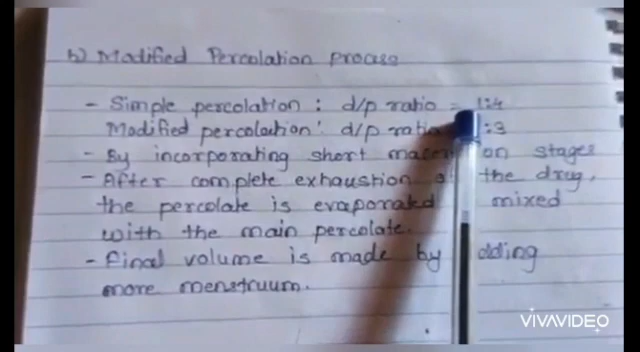 b) Modified Percolation process
- Simple percolation : d/p ratio = 1:4
Modified percolation : d/p ratio :3
- By incorporating short on stages
- After complete exhaustion the drug,
the percolate is evaporated mixed
with the main percolate.
- Final volume is made by dding
more menstruum.
VIVAVIDEO